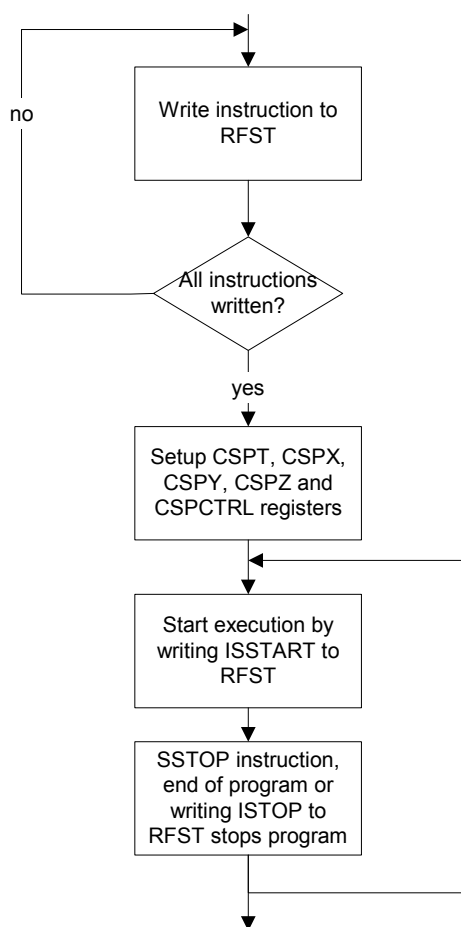 Write instruction to
RFST
no
All instructions
written?
yes
Setup CSPT, CSPX,
CSPY, CSPZ and
CSPCTRL registers
Start execution by
writing ISSTART to
RFST
SSTOP instruction,
end of program or
writing ISTOP to
RFST stops program